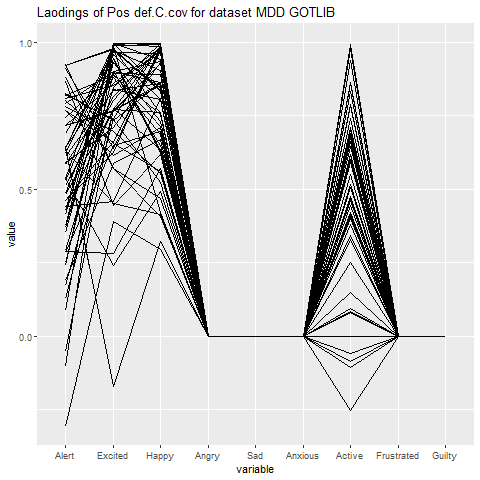 Laodings of Pos def.C.cov for dataset MDD GOTLIB
1.0
0.5
0.0
value
Alert Excited Happy Angry Sad Anxious Active Frustrated Guilty
variable